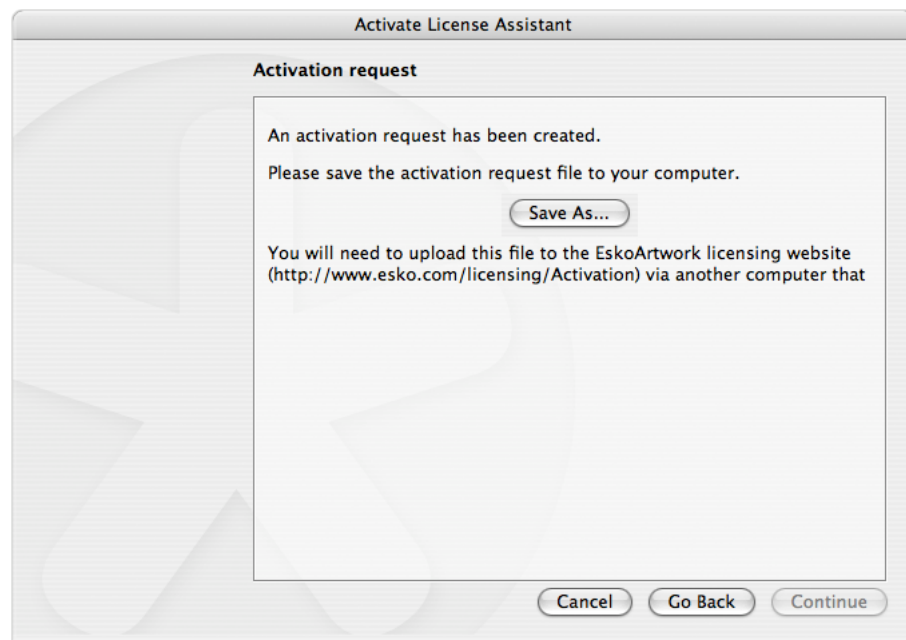 Activate License Assistant
Activation request
An activation request has been created.
Please save the activation request file to your computer.
Save As...
You will need to upload this file to the EskoArtwork licensing website
(http://www.esko.com/licensing/Activation) via another computer that
Cancel
Go Back
Continue